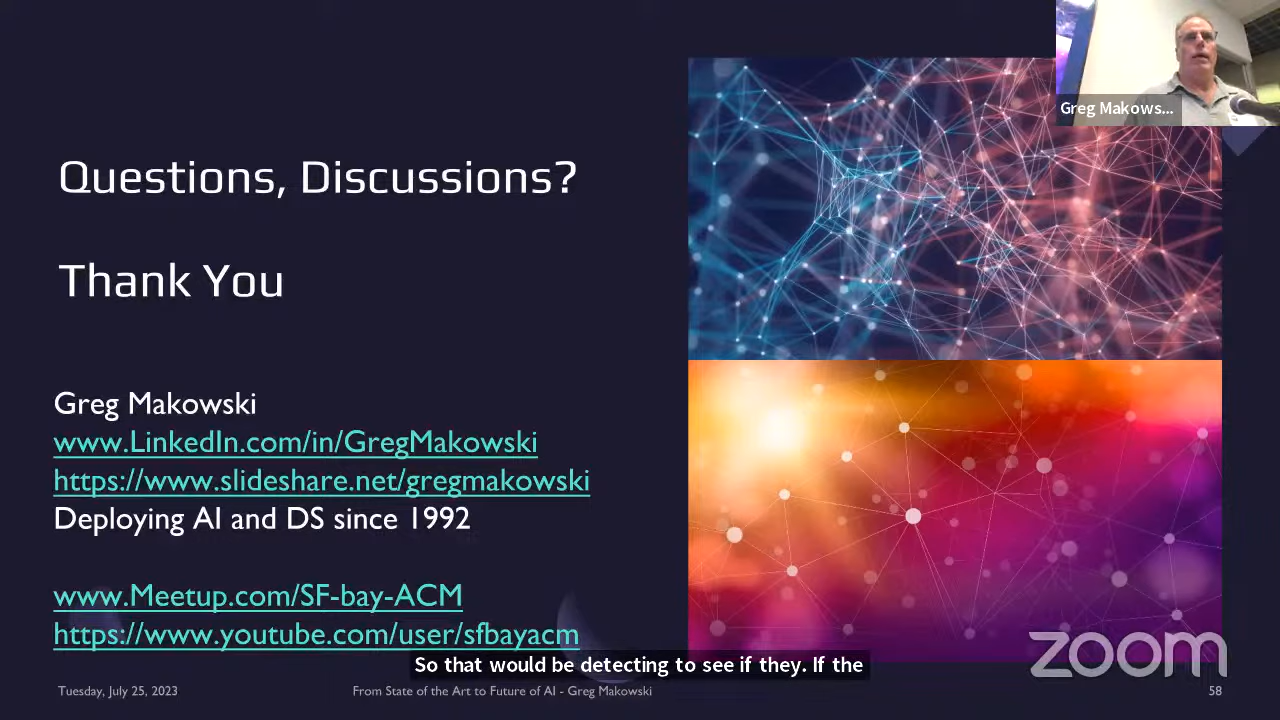 Greg Makows...
Questions, Discussions?
Thank You
Greg Makowski
www.LinkedIn.com/in/GregMakowski
https://www.slideshare.net/gregmakowski
Deploying AI and DS since 1992
www.Meetup.com/SF-bay-ACM
https://www.youtube.com/user/sfbayacm
So that would be detecting to see if they. If the
zoom
Tuesday, July 25, 2023
From State of the Art to Future of AI - Greg Makowski
58